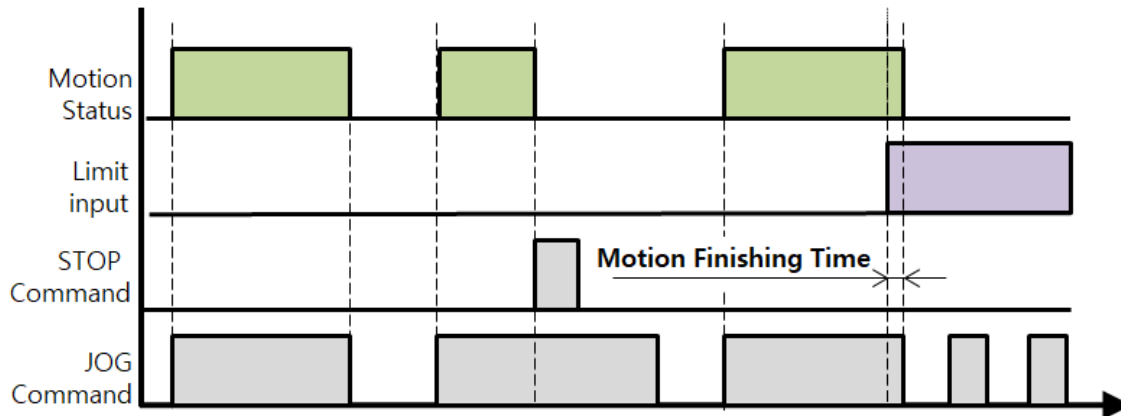 Motion
Status
Limit
input
STOP
Command
Motion Finishing Time
JOG
Command